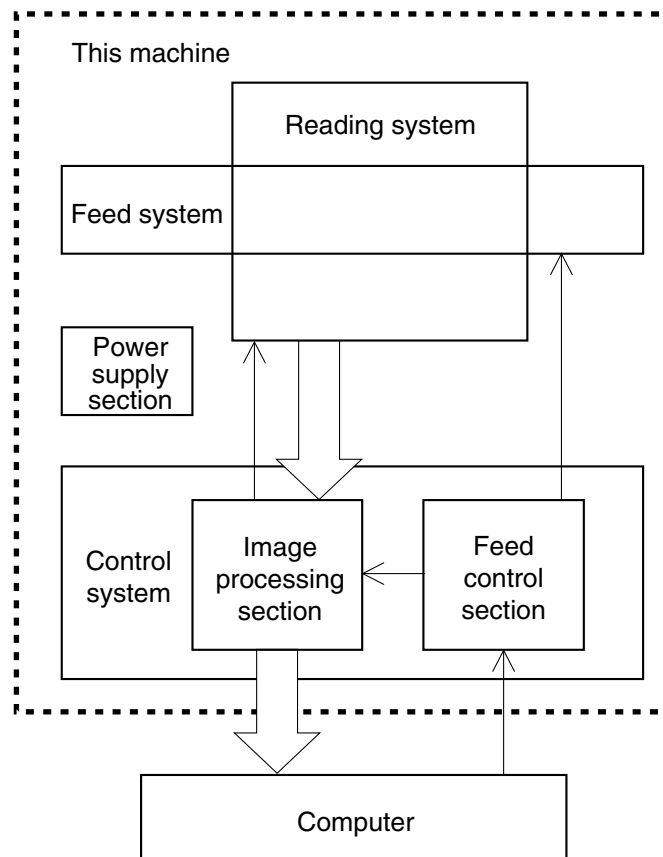 This machine
Reading system
Feed system
Power
supply
section
Control
system
Image
processing
section
Feed
control
section
Computer